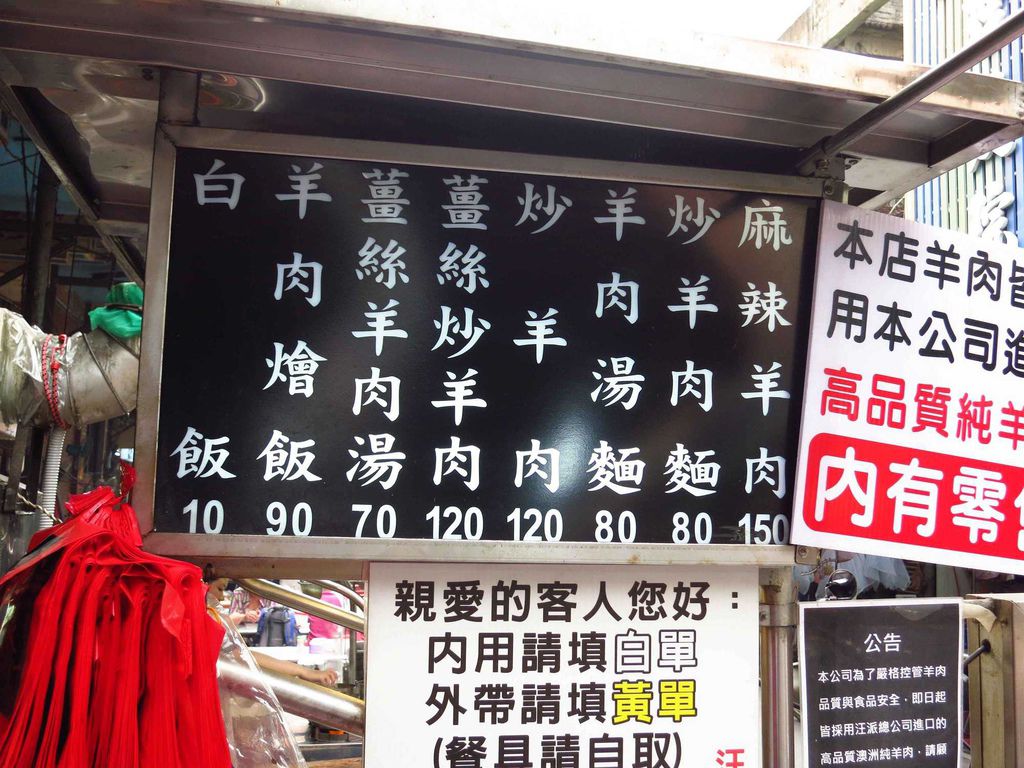 麻辣羊肉 150
炒羊肉麵 80
羊肉湯麵 80
炒羊肉 120
薑絲炒羊肉 120
薑絲羊肉湯 70
羊肉燴飯 90
白飯 10
本店羊肉皆
用本公司進
高品質純羊
內有零售
親愛的客人您好：
內用請填白單
外帶請填黃單
(餐具請自取)
汪
公告
本公司為了嚴格控管羊肉
品質與食品安全，即日起
皆採用汪派總公司進口的
高品質澳洲純羊肉，請顧